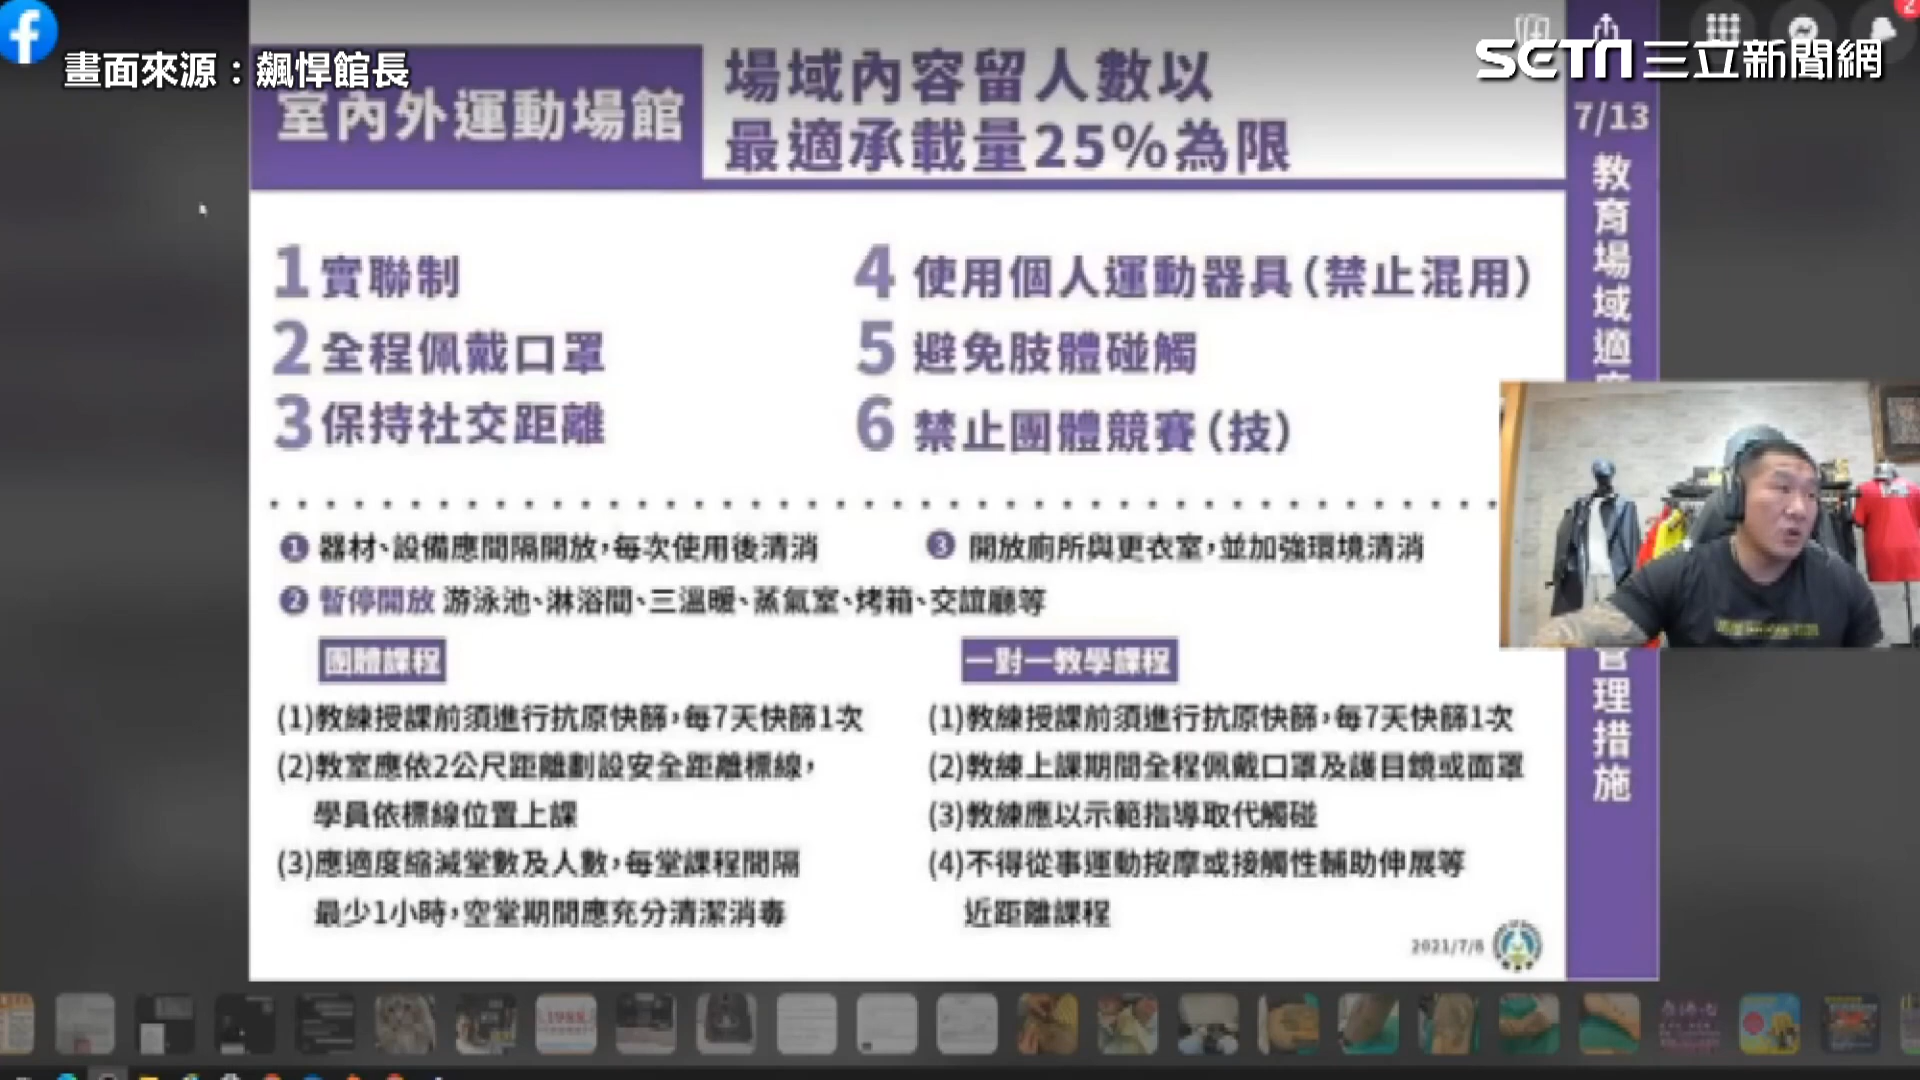 畫面來源：飆悍館長
SETN三立新聞網
2
室內外運動場館
場域內容留人數以
最適承載量25%為限
7/13
教育場域適
管理措施
1 實聯制
2 全程佩戴口罩
3 保持社交距離
4 使用個人運動器具(禁止混用)
5 避免肢體碰觸
6 禁止團體競賽(技)
1 器材、設備應間隔開放，每次使用後清消
2 暫停開放 游泳池、淋浴間、三溫暖、蒸氣室、烤箱、交誼廳等
3 開放廁所與更衣室，並加強環境清消
團體課程
(1)教練授課前須進行抗原快篩，每7天快篩1次
(2)教室應依2公尺距離劃設安全距離標線，
學員依標線位置上課
(3)應適度縮減堂數及人數，每堂課程間隔
最少1小時，空堂期間應充分清潔消毒
一對一教學課程
(1)教練授課前須進行抗原快篩，每7天快篩1次
(2)教練上課期間全程佩戴口罩及護目鏡或面罩
(3)教練應以示範指導取代觸碰
(4)不得從事運動按摩或接觸性輔助伸展等
近距離課程
2021/7/8